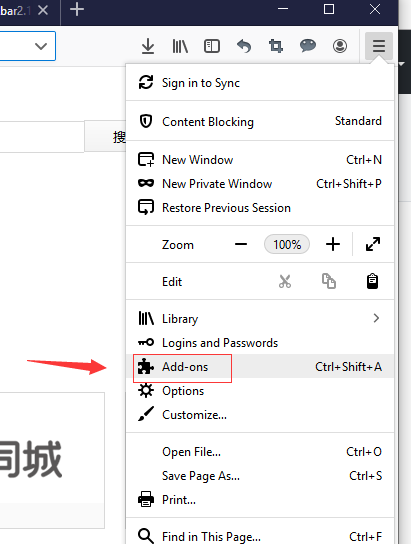 bar2.1
Sign in to Sync
Content Blocking Standard
搜
New Window Ctrl+N
New Private Window Ctrl+Shift+P
Restore Previous Session
Zoom 100%
Edit
Library
Logins and Passwords
Add-ons Ctrl+Shift+A
Options
Customize...
同城
Open File... Ctrl+O
Save Page As... Ctrl+S
Print...
Find in This Page... Ctrl+F